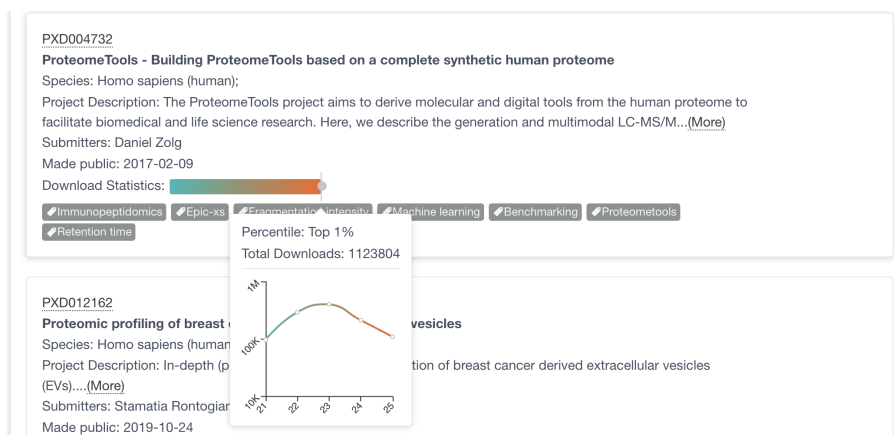 PXD004732
ProteomeTools - Building ProteomeTools based on a complete synthetic human proteome
Species: Homo sapiens (human);
Project Description: The ProteomeTools project aims to derive molecular and digital tools from the human proteome to
facilitate biomedical and life science research. Here, we describe the generation and multimodal LC-MS/M...(More)
Submitters: Daniel Zolg
Made public: 2017-02-09
Download Statistics:
Immunopeptidomics Epic-xs Fragmentation intensity Machine learning Benchmarking Proteometools
Retention time
Percentile: Top 1%
Total Downloads: 1123804
1M
100K
10K
21 22 23 24 25
PXD012162
Proteomic profiling of breast vesicles
Species: Homo sapiens (human
Project Description: In-depth (p tion of breast cancer derived extracellular vesicles
(EVs)....(More)
Submitters: Stamatia Rontogian
Made public: 2019-10-24